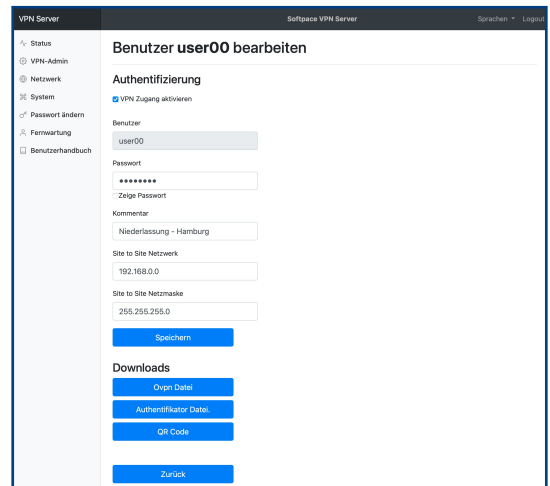 VPN Server
Softpace VPN Server
Sprachen
Logout
Status
VPN-Admin
Netzwerk
System
Passwort ändern
Fernwartung
Benutzerhandbuch
Benutzer user00 bearbeiten
Authentifizierung
VPN Zugang aktivieren
Benutzer
user00
Passwort
••••••••
Zeige Passwort
Kommentar
Niederlassung - Hamburg
Site to Site Netzwerk
192.168.0.0
Site to Site Netzmaske
255.255.255.0
Speichern
Downloads
Ovpn Datei
Authentifikator Datei.
QR Code
Zurück